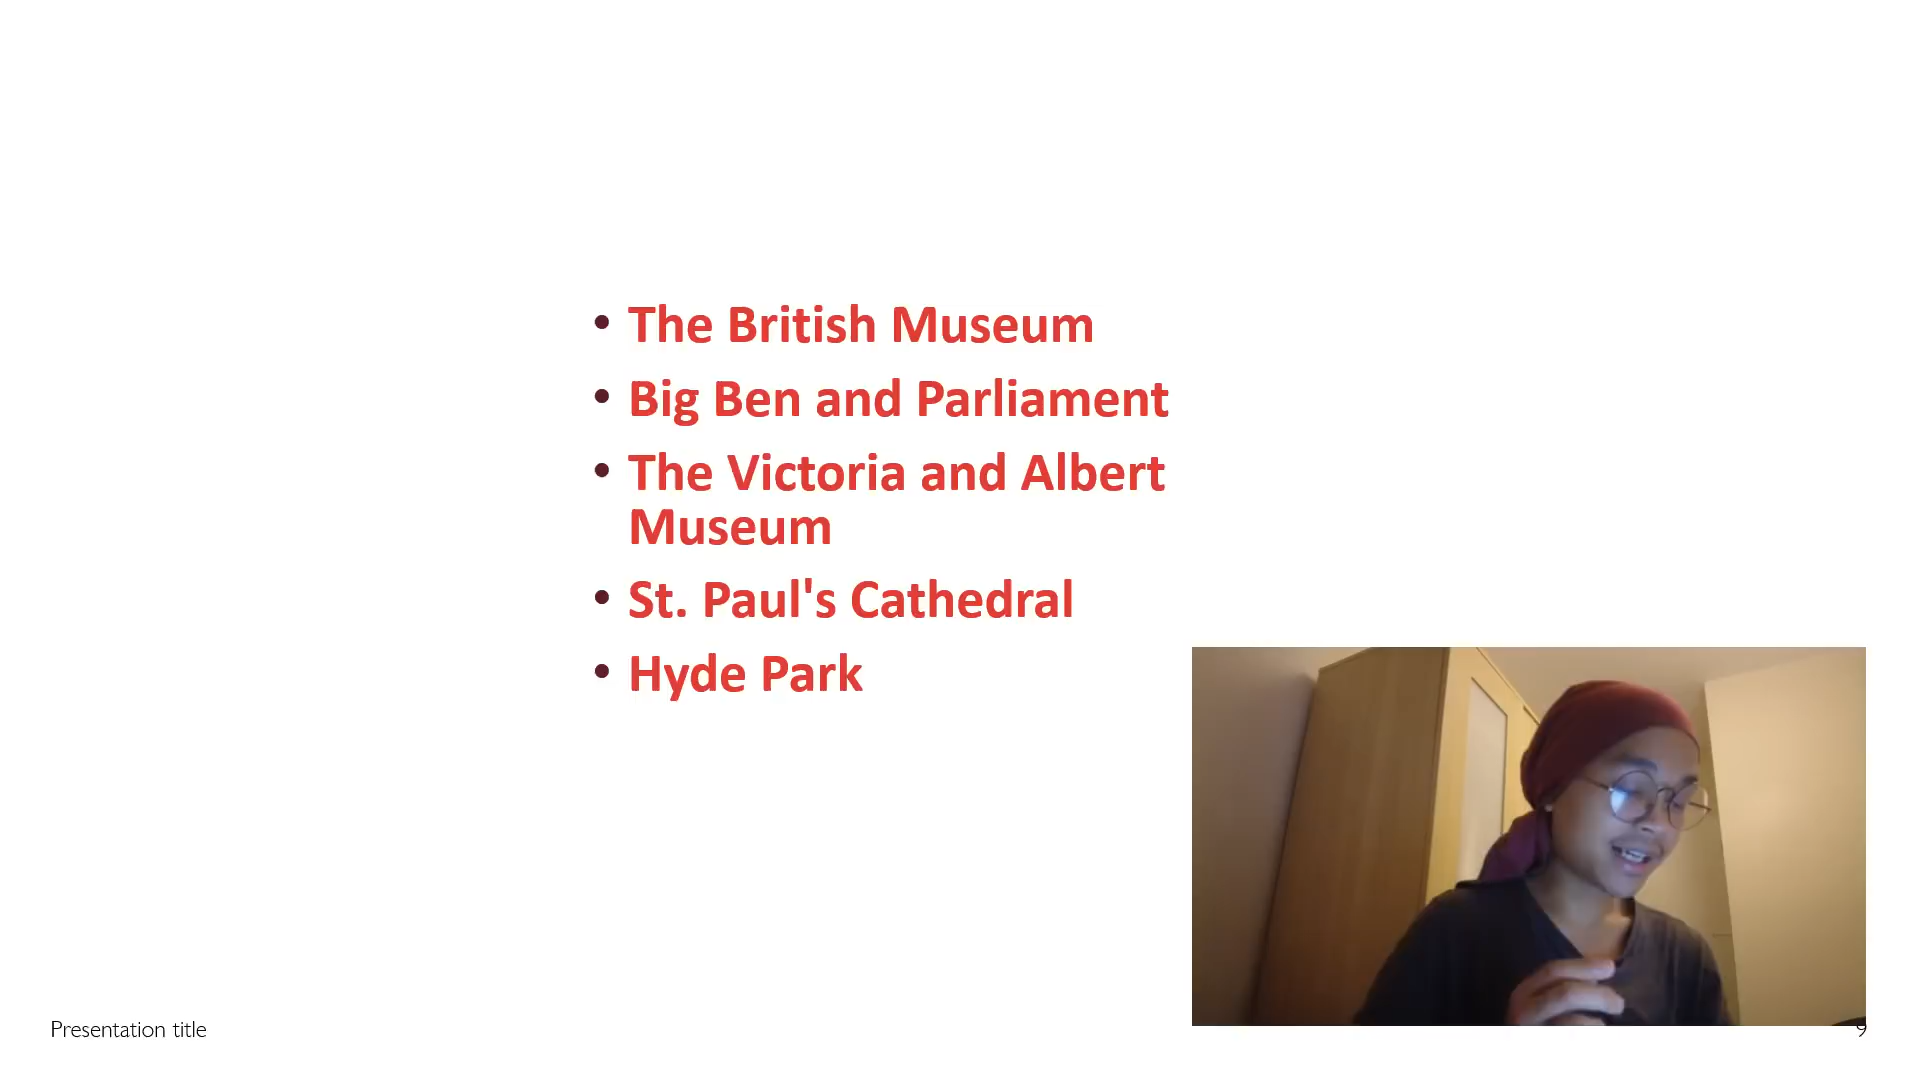 • The British Museum
• Big Ben and Parliament
• The Victoria and Albert
Museum
• St. Paul's Cathedral
• Hyde Park
Presentation title
9